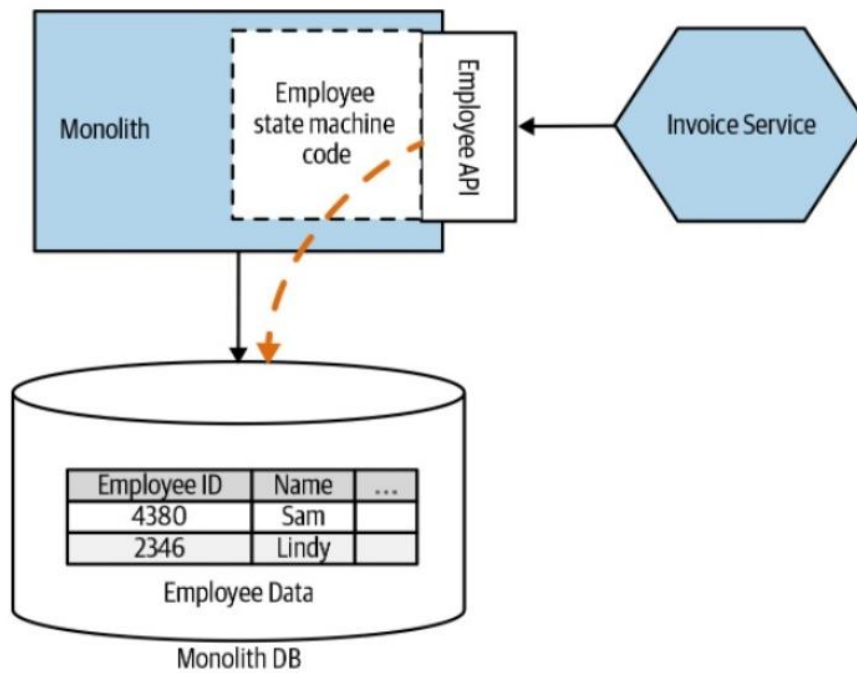 Monolith
Employee
state machine
code
Employee API
Invoice Service
Employee ID Name ...
4380 Sam
2346 Lindy
Employee Data
Monolith DB